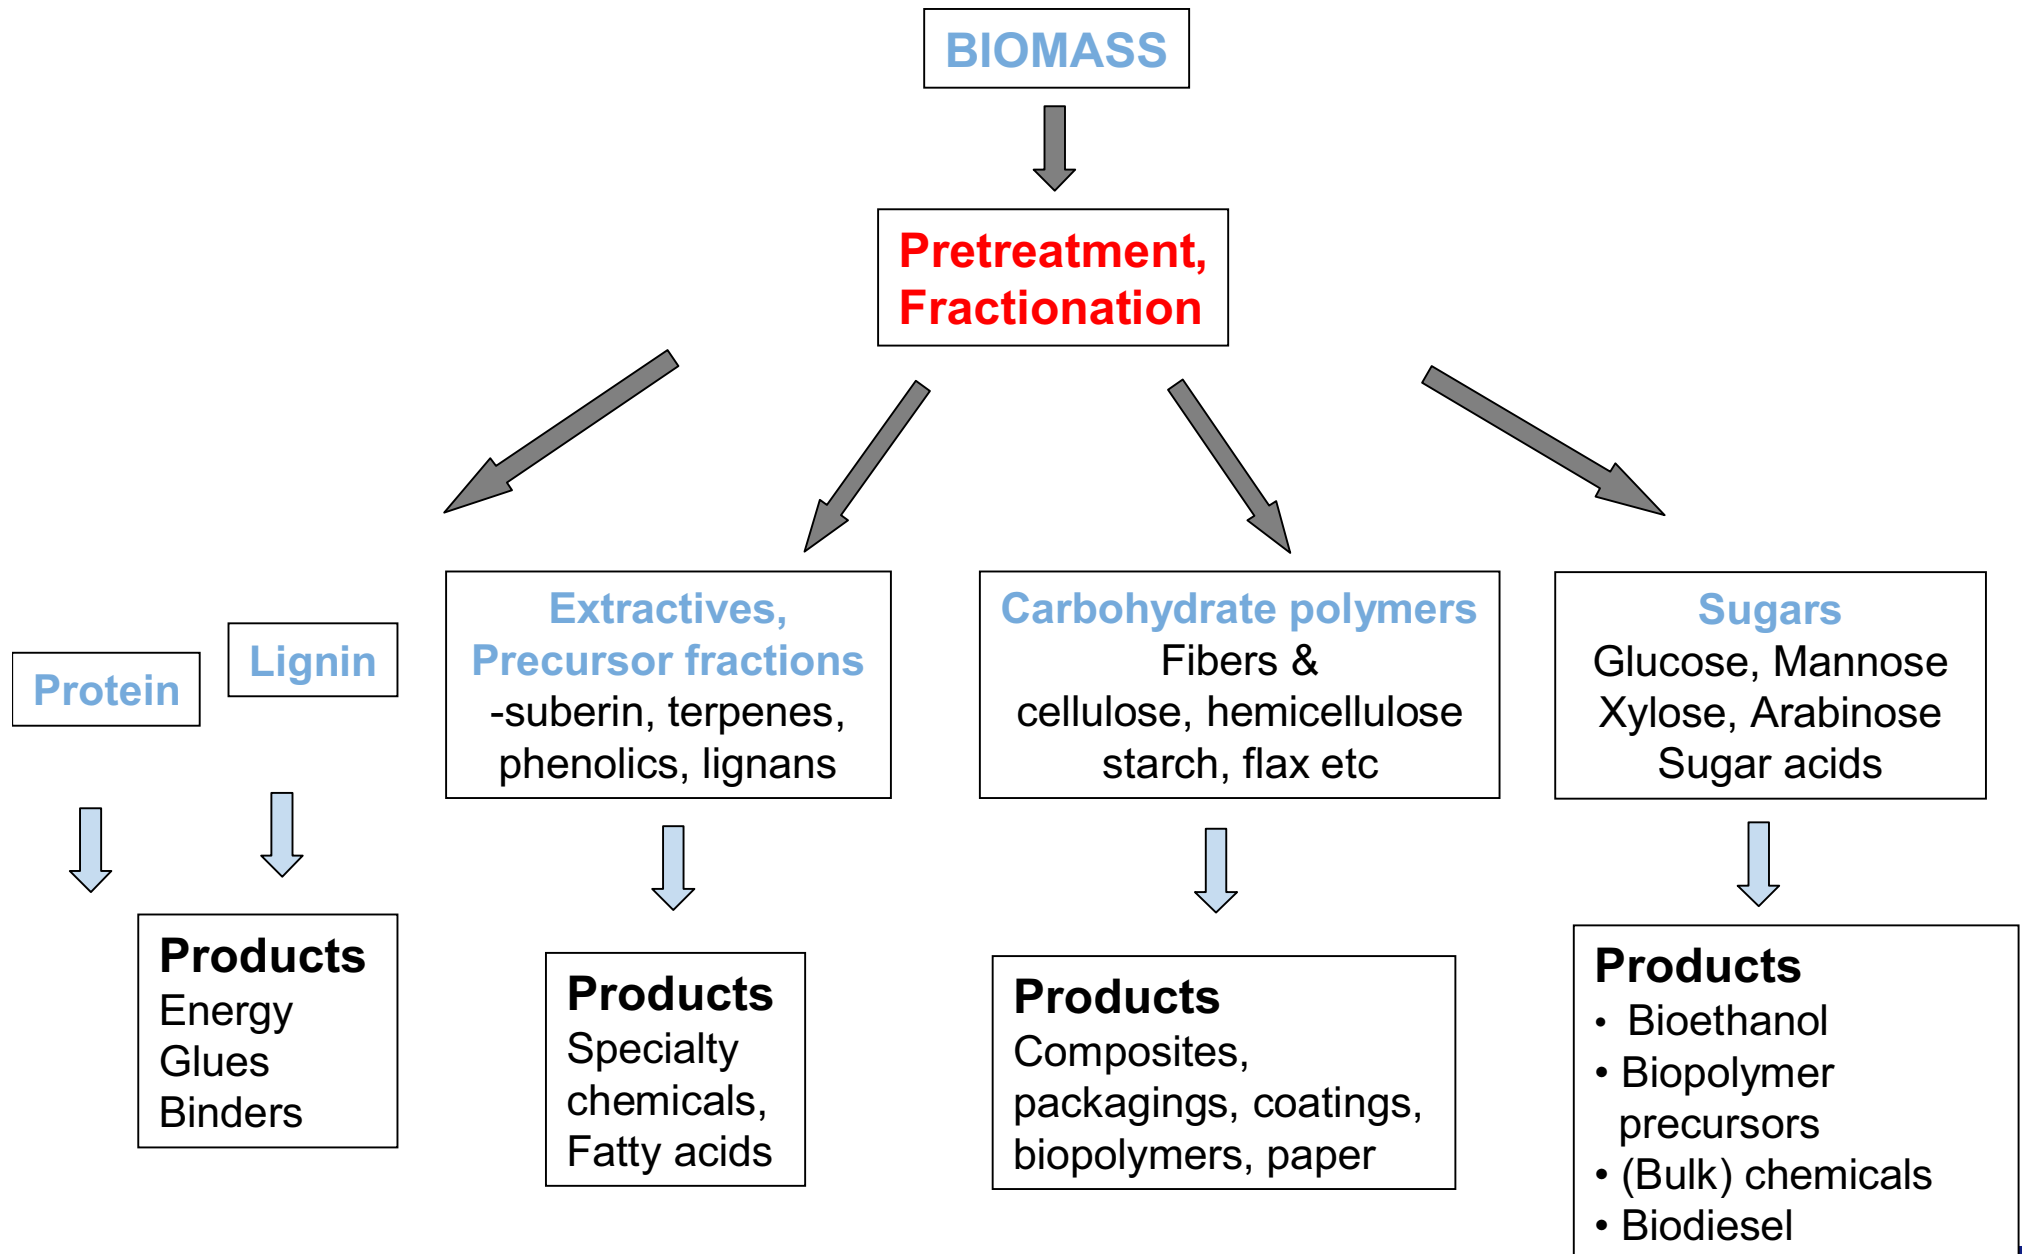 BIOMASS
Pretreatment,
Fractionation
Protein
Lignin
Extractives,
Precursor fractions
-suberin, terpenes,
phenolics, lignans
Carbohydrate polymers
Fibers &
cellulose, hemicellulose
starch, flax etc
Sugars
Glucose, Mannose
Xylose, Arabinose
Sugar acids
Products
Energy
Glues
Binders
Products
Specialty
chemicals,
Fatty acids
Products
Composites,
packagings, coatings,
biopolymers, paper
Products
• Bioethanol
• Biopolymer
precursors
• (Bulk) chemicals
• Biodiesel